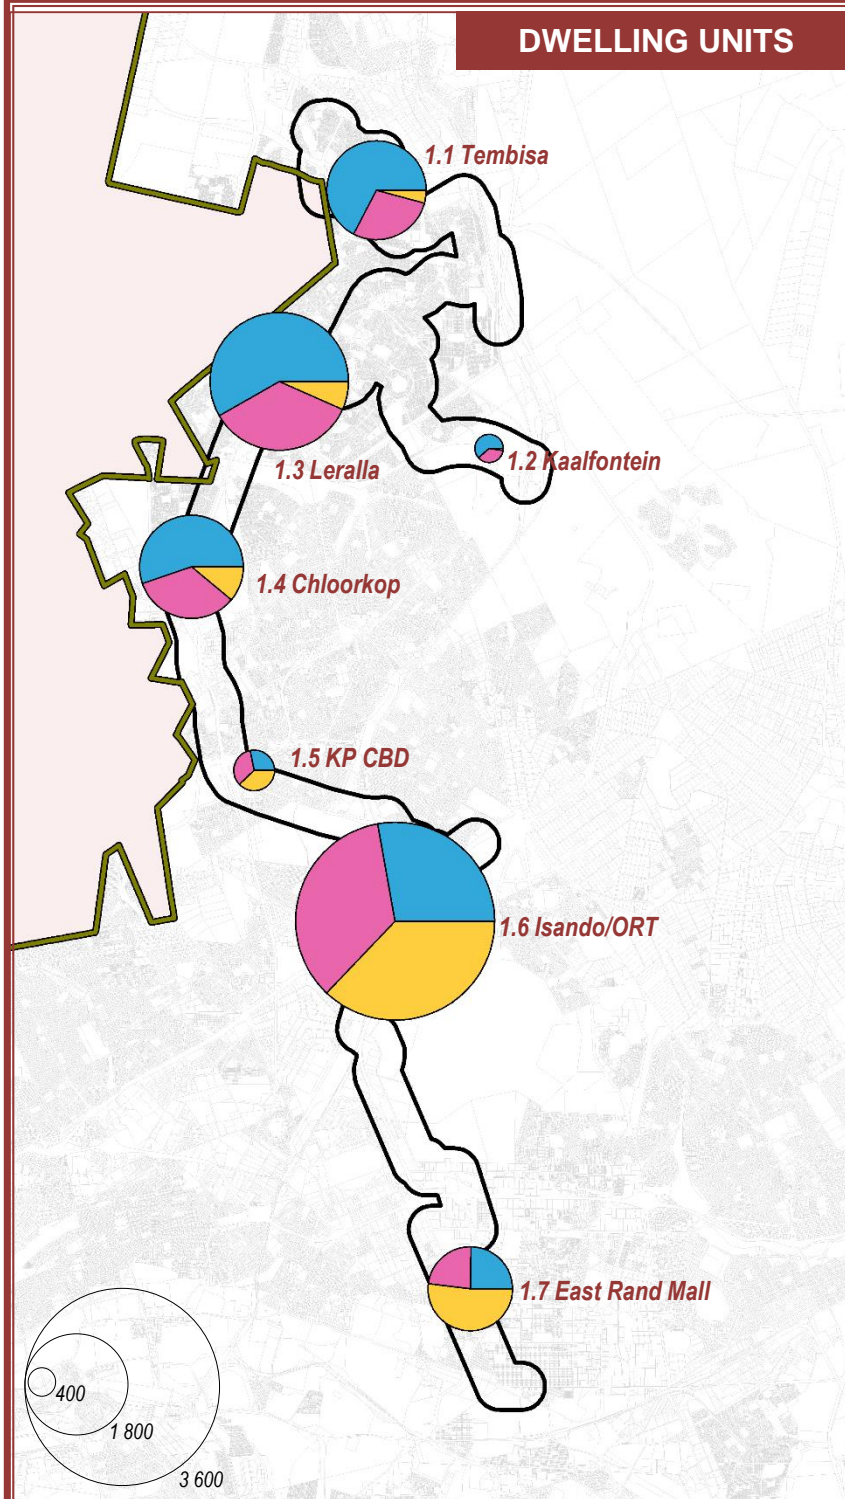 DWELLING UNITS
1.1 Tembisa
1.2 Kaalfontein
1.3 Leralla
1.4 Chloorkop
1.5 KP CBD
1.6 Isando/ORT
1.7 East Rand Mall
400
1 800
3 600